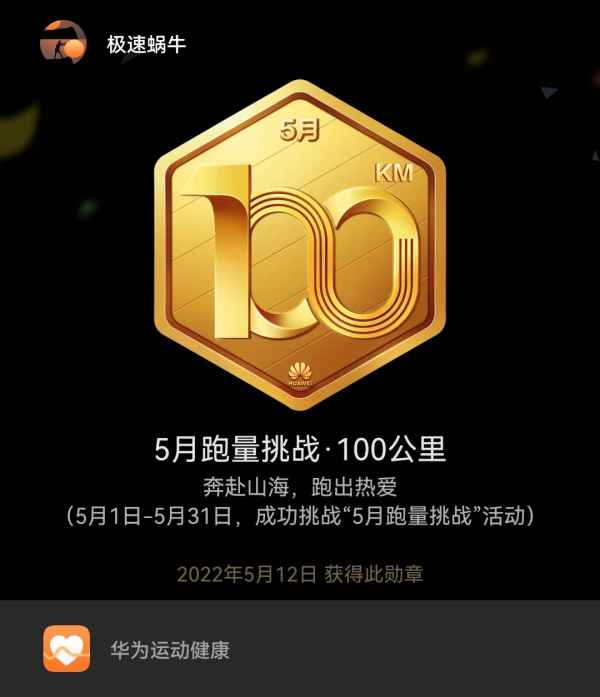 极速蜗牛
5月
KM
100
HUAWEI
5月跑量挑战·100公里
奔赴山海，跑出热爱
（5月1日-5月31日，成功挑战“5月跑量挑战”活动）
2022年5月12日 获得此勋章
华为运动健康